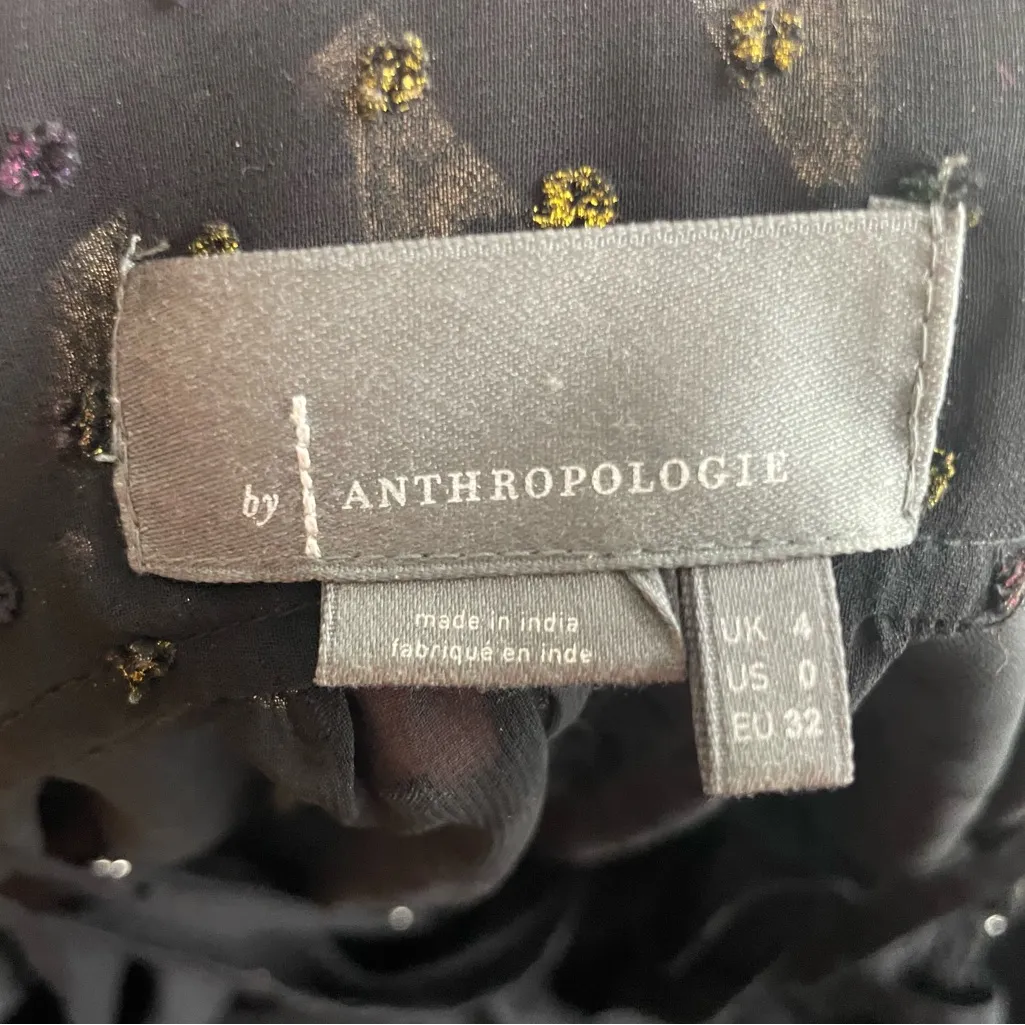 by | ANTHROPOLOGIE
made in india
fabriqué en inde
UK 4
US 0
EU 32